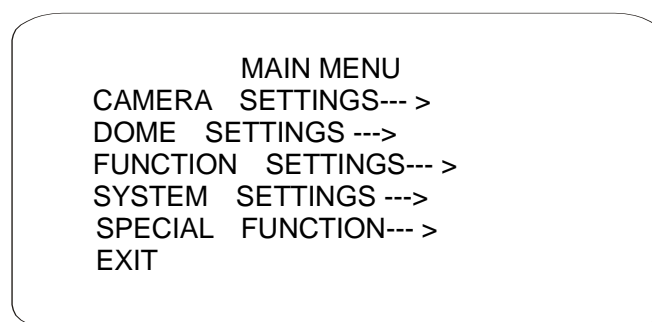 MAIN MENU
CAMERA SETTINGS--- >
DOME SETTINGS --->
FUNCTION SETTINGS--- >
SYSTEM SETTINGS --->
SPECIAL FUNCTION--- >
EXIT